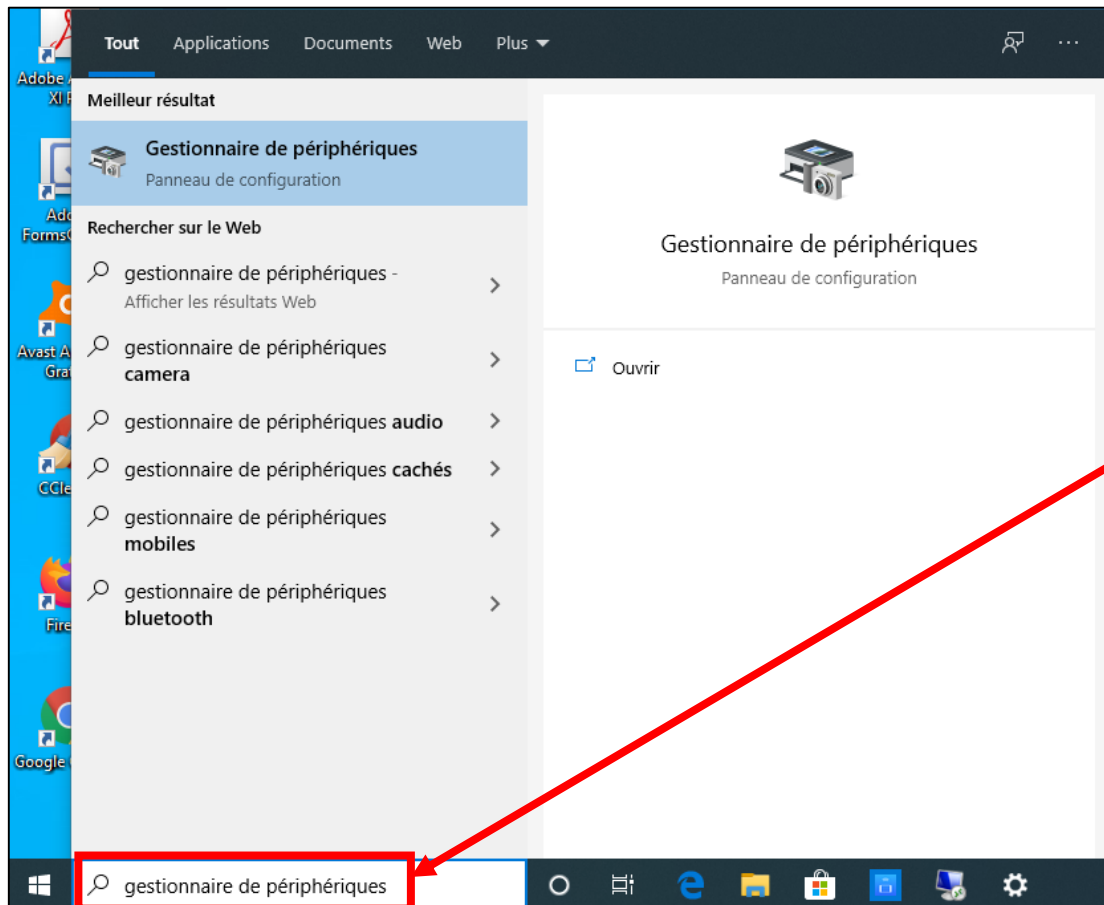 Tout Applications Documents Web Plus
Meilleur résultat
Gestionnaire de périphériques
Panneau de configuration
Rechercher sur le Web
gestionnaire de périphériques -
Afficher les résultats Web
gestionnaire de périphériques
camera
gestionnaire de périphériques audio
gestionnaire de périphériques cachés
gestionnaire de périphériques
mobiles
gestionnaire de périphériques
bluetooth
Gestionnaire de périphériques
Panneau de configuration
Ouvrir
Adobe
XI
Avast
Google
gestionnaire de périphériques